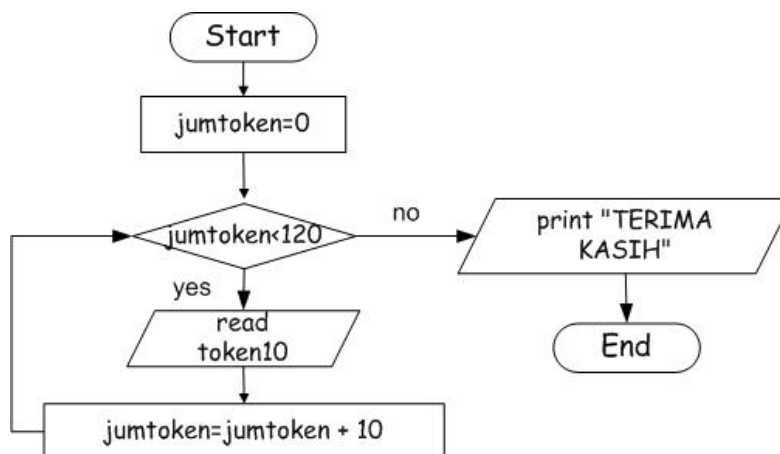 Start
jumtoken=0
jumtoken<120
no
print "TERIMA
KASIH"
yes
read
token10
End
jumtoken=jumtoken + 10